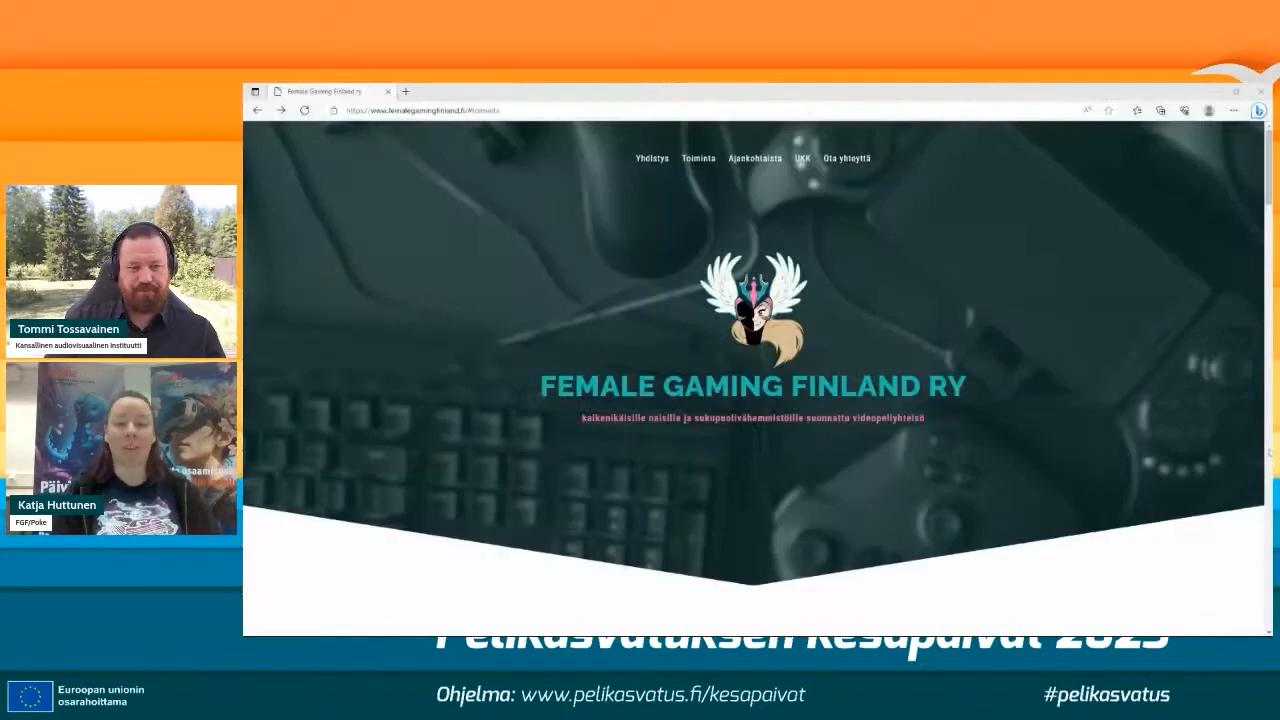 Female Gaming Finland ry
https://www.femalegamingfinland.fi/#toiminta
Yhdistys Toiminta Ajankohtaista UKK Ota yhteyttä
FEMALE GAMING FINLAND RY
kaikenikäisille naisille ja sukupuolivähemmistöille suunnattu videopeliyhteisö
Tommi Tossavainen
Kansallinen audiovisuaalinen instituutti
Päiv
osaamisesi
Katja Huttunen
FGF/Poke
Pelikasvatuksen kesäpäivät 2023
Euroopan unionin
osarahoittama
Ohjelma: www.pelikasvatus.fi/kesapaivat
#pelikasvatus